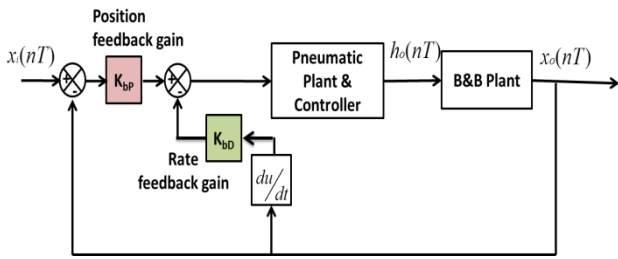 Position
feedback gain
xi(nT)
+
-
KbP
+
-
Pneumatic
Plant &
Controller
ho(nT)
B&B Plant
xo(nT)
KbD
Rate
feedback gain
du/dt